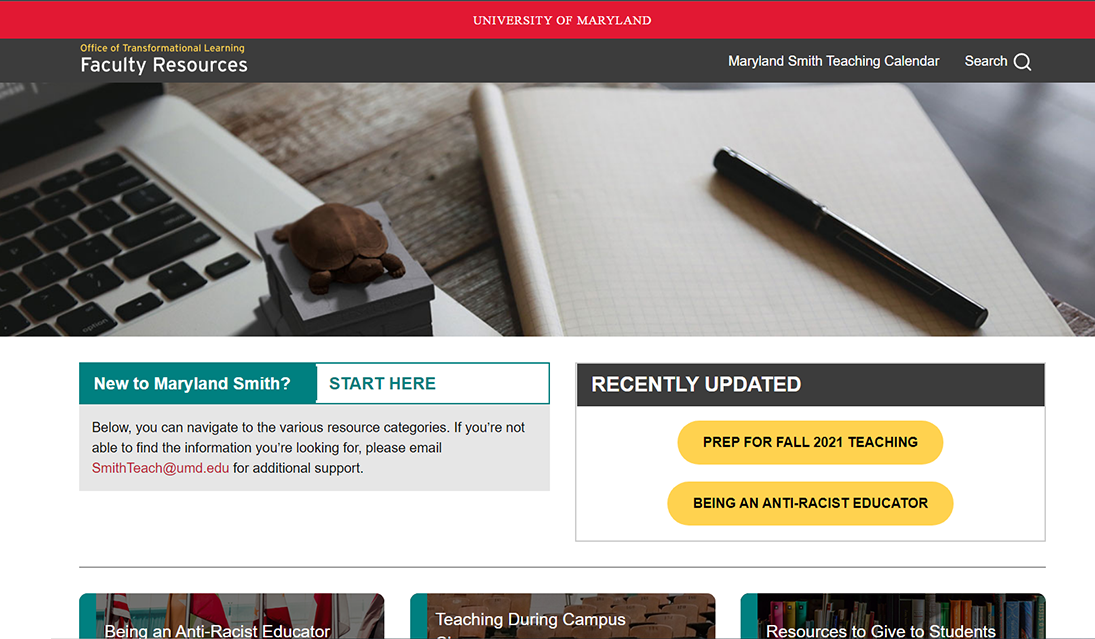 UNIVERSITY OF MARYLAND
Office of Transformational Learning
Faculty Resources
Maryland Smith Teaching Calendar
Search
option
New to Maryland Smith?
START HERE
Below, you can navigate to the various resource categories. If you're not
able to find the information you're looking for, please email
SmithTeach@umd.edu for additional support.
RECENTLY UPDATED
PREP FOR FALL 2021 TEACHING
BEING AN ANTI-RACIST EDUCATOR
Being an Anti-Racist Educator
Teaching During Campus
Resources to Give to Students